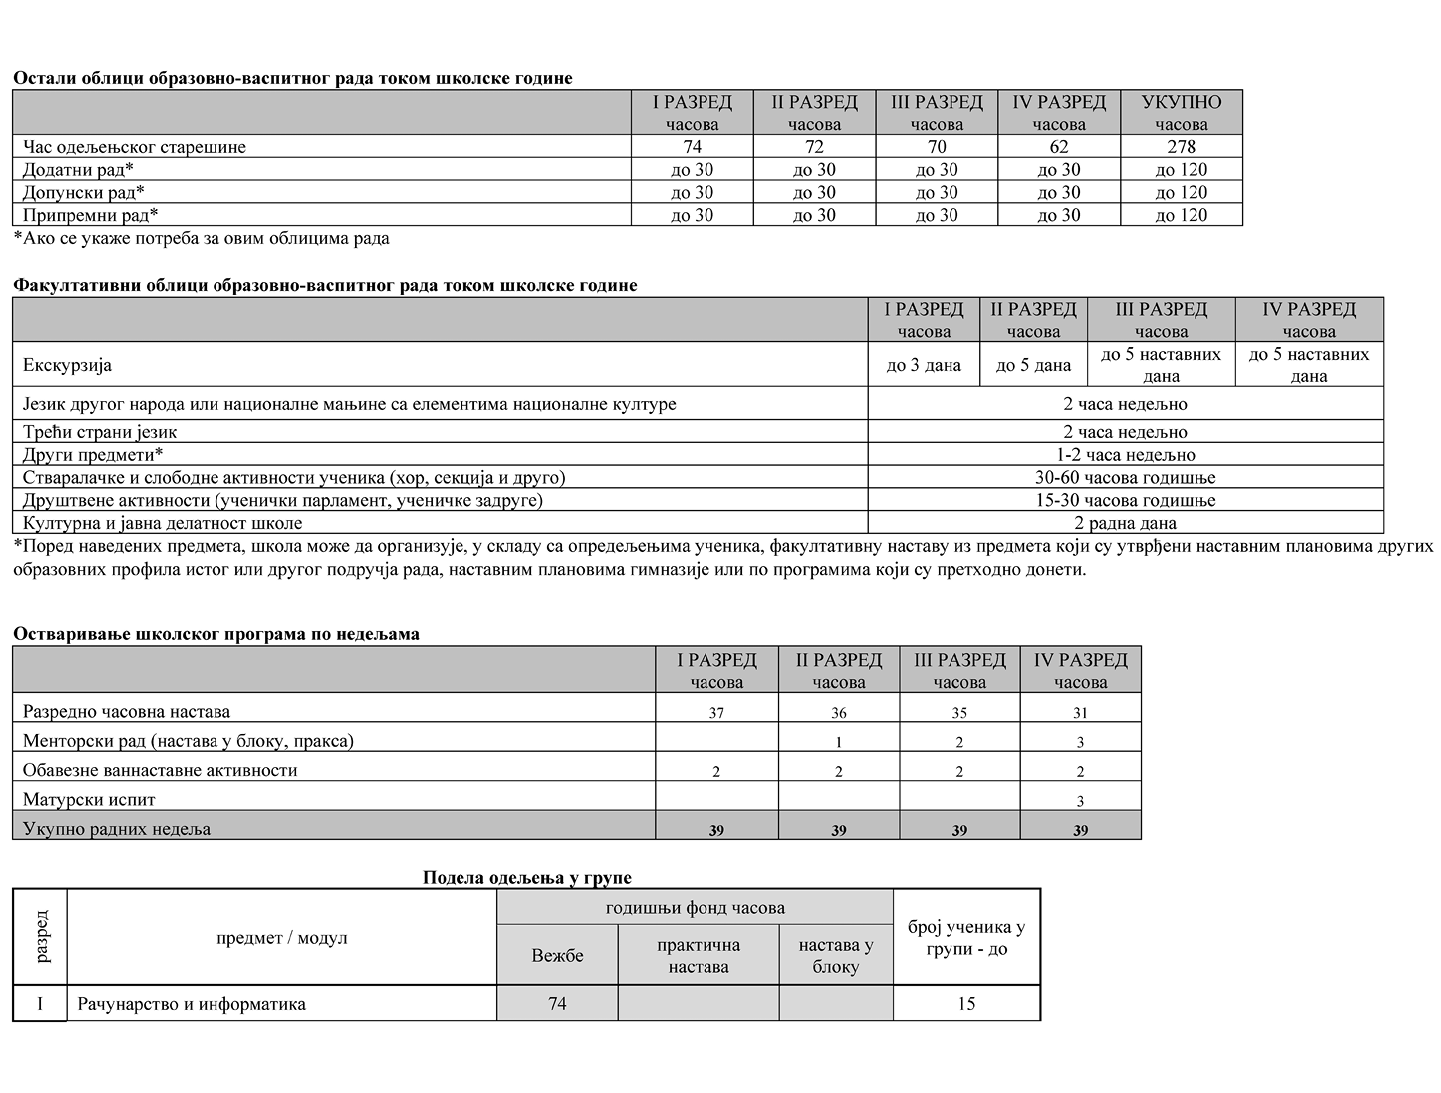 Остали облици образовно-васпитног рада током школске године
I РАЗРЕД часова II РАЗРЕД часова III РАЗРЕД часова IV РАЗРЕД часова УКУПНО часова
Час одељењског старешине 74 72 70 62 278
Додатни рад* до 30 до 30 до 30 до 30 до 120
Допунски рад* до 30 до 30 до 30 до 30 до 120
Припремни рад* до 30 до 30 до 30 до 30 до 120
*Ако се укаже потреба за овим облицима рада
Факултативни облици образовно-васпитног рада током школске године
I РАЗРЕД часова II РАЗРЕД часова III РАЗРЕД часова IV РАЗРЕД часова
Екскурзија до 3 дана до 5 дана до 5 наставних дана до 5 наставних дана
Језик другог народа или националне мањине са елементима националне културе 2 часа недељно
Трећи страни језик 2 часа недељно
Други предмети* 1-2 часа недељно
Стваралачке и слободне активности ученика (хор, секција и друго) 30-60 часова годишње
Друштвене активности (ученички парламент, ученичке задруге) 15-30 часова годишње
Културна и јавна делатност школе 2 радна дана
*Поред наведених предмета, школа може да организује, у складу са опредељењима ученика, факултативну наставу из предмета који су утврђени наставним плановима других
образовних профила истог или другог подручја рада, наставним плановима гимназије или по програмима који су претходно донети.
Остваривање школског програма по недељама
I РАЗРЕД часова II РАЗРЕД часова III РАЗРЕД часова IV РАЗРЕД часова
Разредно часовна настава 37 36 35 31
Менторски рад (настава у блоку, пракса) 1 2 3
Обавезне ваннаставне активности 2 2 2 2
Матурски испит 3
Укупно радних недеља 39 39 39 39
Подела одељења у групе
разред предмет / модул годишњи фонд часова број ученика у групи - до
Вежбе практична настава настава у блоку
I Рачунарство и информатика 74 15